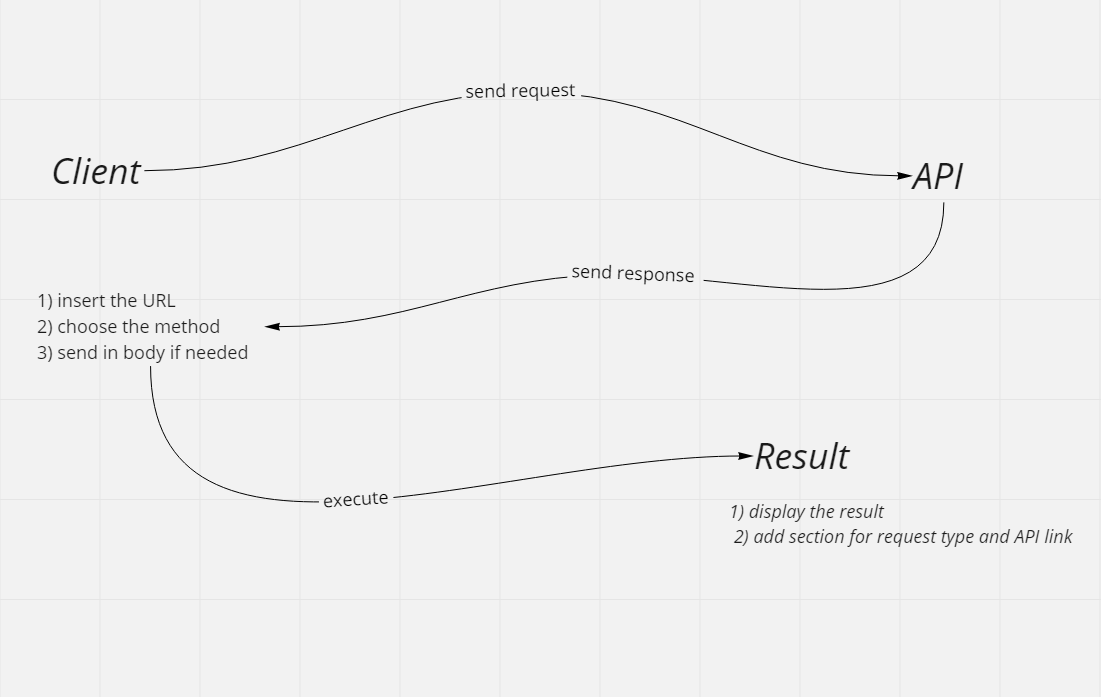 send request
Client
API
send response
1) insert the URL
2) choose the method
3) send in body if needed
Result
execute
1) display the result
2) add section for request type and API link